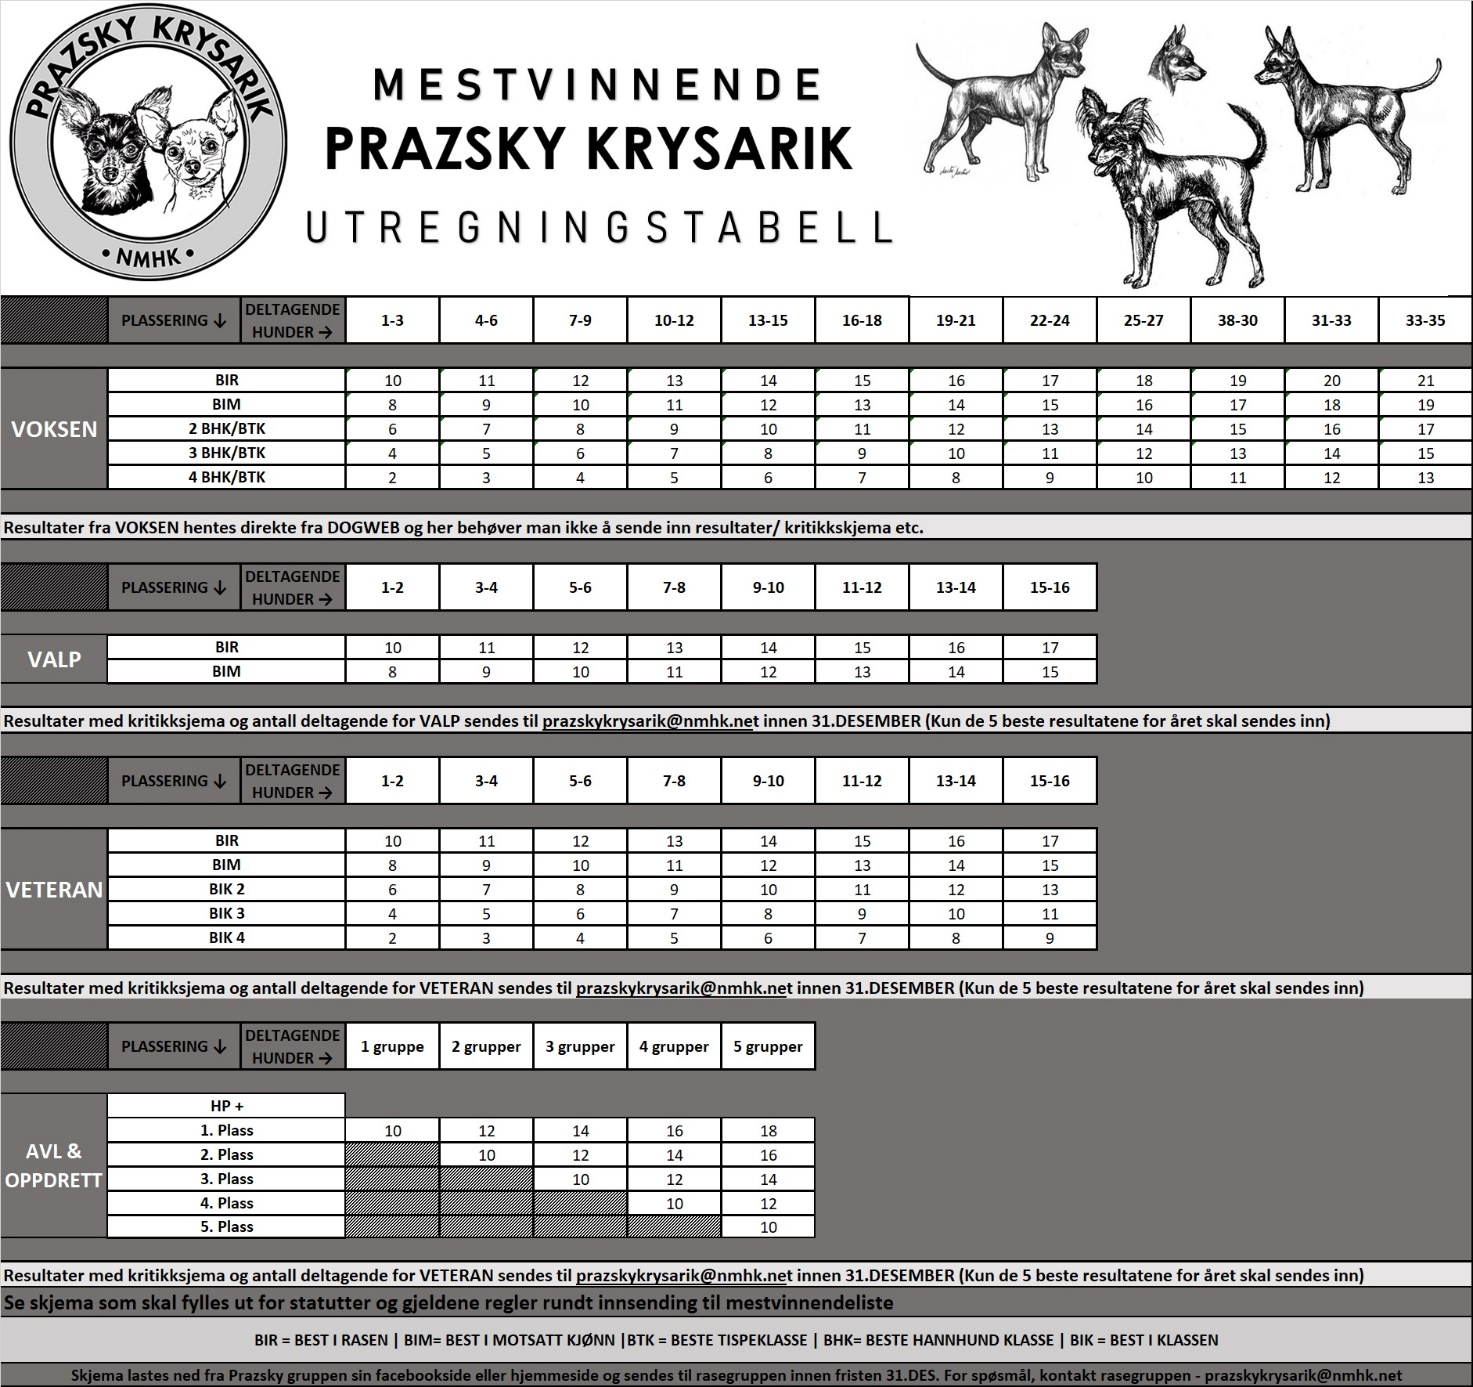 PRAZSKY KRYSARIK
• NMHK •
MESTVINNENDE
PRAZSKY KRYSARIK
UTREGNINGSTABELL
PLASSERING ↓ DELTAGENDE HUNDER → 1-3 4-6 7-9 10-12 13-15 16-18 19-21 22-24 25-27 38-30 31-33 33-35
VOKSEN
BIR 10 11 12 13 14 15 16 17 18 19 20 21
BIM 8 9 10 11 12 13 14 15 16 17 18 19
2 BHK/BTK 6 7 8 9 10 11 12 13 14 15 16 17
3 BHK/BTK 4 5 6 7 8 9 10 11 12 13 14 15
4 BHK/BTK 2 3 4 5 6 7 8 9 10 11 12 13
Resultater fra VOKSEN hentes direkte fra DOGWEB og her behøver man ikke å sende inn resultater/ kritikkskjema etc.
PLASSERING ↓ DELTAGENDE HUNDER → 1-2 3-4 5-6 7-8 9-10 11-12 13-14 15-16
VALP
BIR 10 11 12 13 14 15 16 17
BIM 8 9 10 11 12 13 14 15
Resultater med kritikksjema og antall deltagende for VALP sendes til prazskykrysarik@nmhk.net innen 31.DESEMBER (Kun de 5 beste resultatene for året skal sendes inn)
PLASSERING ↓ DELTAGENDE HUNDER → 1-2 3-4 5-6 7-8 9-10 11-12 13-14 15-16
VETERAN
BIR 10 11 12 13 14 15 16 17
BIM 8 9 10 11 12 13 14 15
BIK 2 6 7 8 9 10 11 12 13
BIK 3 4 5 6 7 8 9 10 11
BIK 4 2 3 4 5 6 7 8 9
Resultater med kritikksjema og antall deltagende for VETERAN sendes til prazskykrysarik@nmhk.net innen 31.DESEMBER (Kun de 5 beste resultatene for året skal sendes inn)
PLASSERING ↓ DELTAGENDE HUNDER → 1 gruppe 2 grupper 3 grupper 4 grupper 5 grupper
AVL &
OPPDRETT
HP +
1. Plass 10 12 14 16 18
2. Plass 10 12 14 16
3. Plass 10 12 14
4. Plass 10 12
5. Plass 10
Resultater med kritikksjema og antall deltagende for VETERAN sendes til prazskykrysarik@nmhk.net innen 31.DESEMBER (Kun de 5 beste resultatene for året skal sendes inn)
Se skjema som skal fylles ut for statutter og gjeldene regler rundt innsending til mestvinnendeliste
BIR = BEST I RASEN | BIM= BEST I MOTSATT KJØNN |BTK = BESTE TISPEKLASSE | BHK= BESTE HANNHUND KLASSE | BIK = BEST I KLASSEN
Skjema lastes ned fra Prazsky gruppen sin facebookside eller hjemmeside og sendes til rasegruppen innen fristen 31.DES. For spøsmål, kontakt rasegruppen - prazskykrysarik@nmhk.net